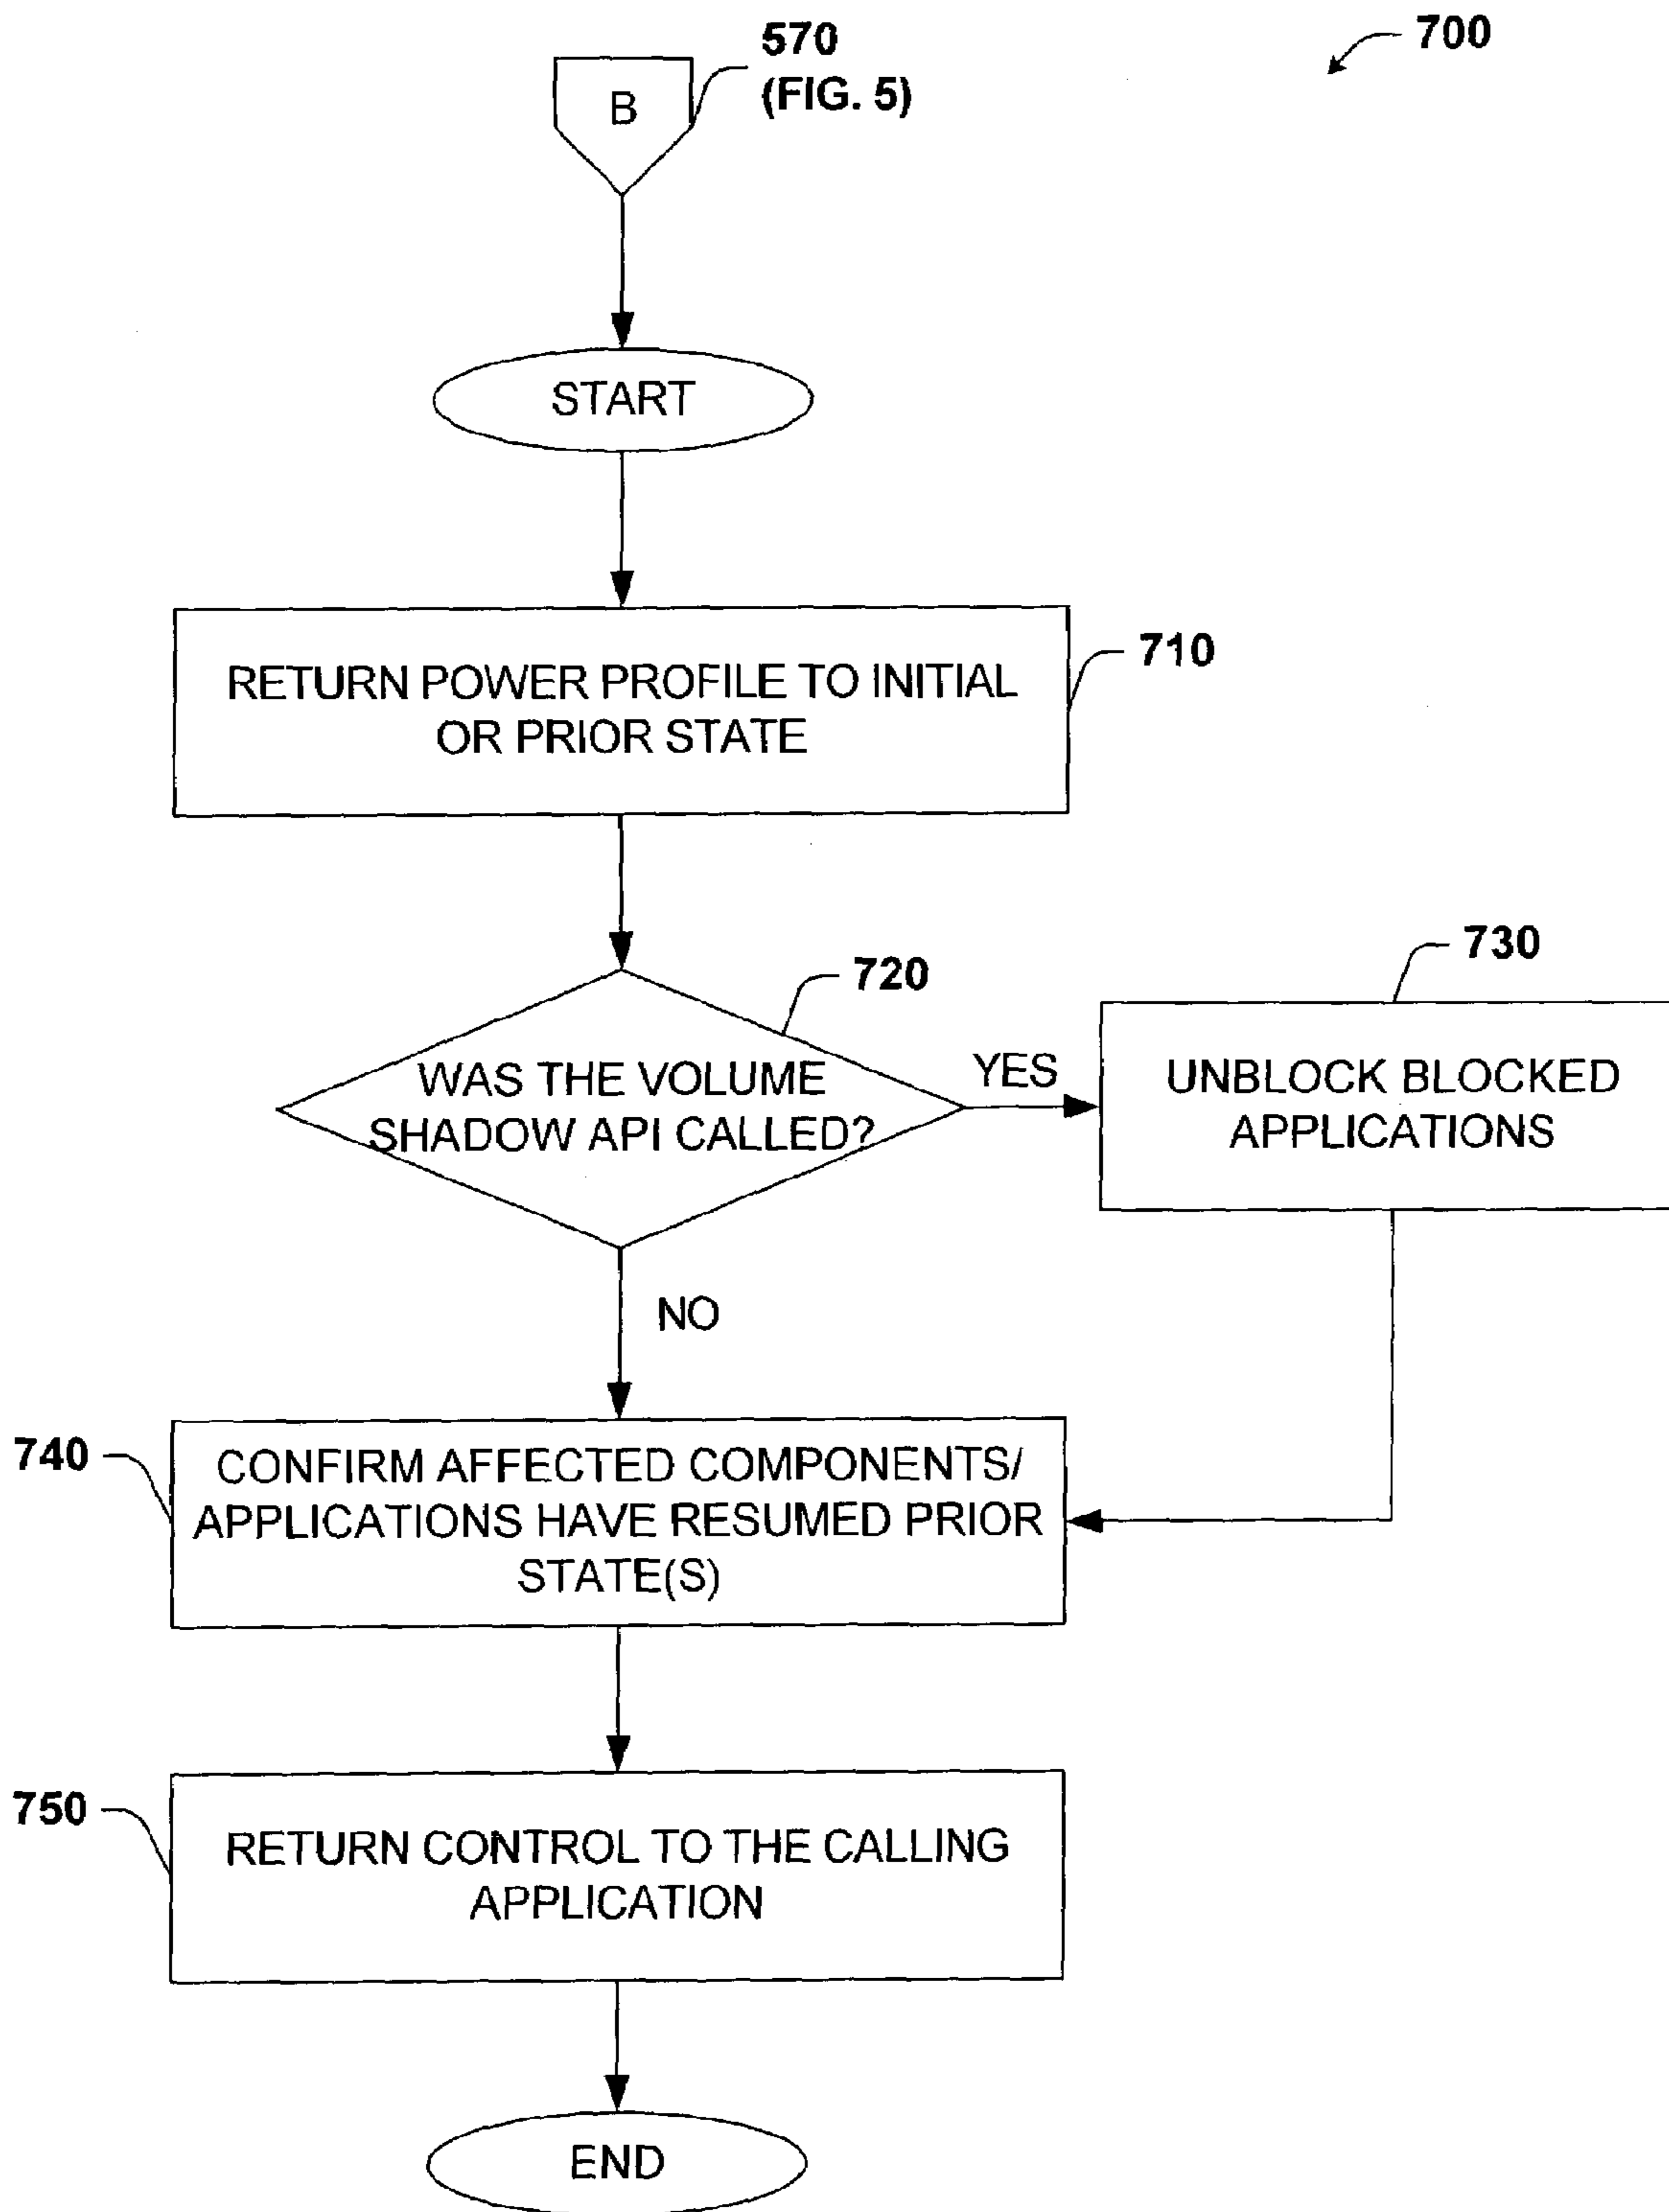 700
570
(FIG. 5)
B
START
RETURN POWER PROFILE TO INITIAL
OR PRIOR STATE
710
720
WAS THE VOLUME
SHADOW API CALLED?
YES
730
UNBLOCK BLOCKED
APPLICATIONS
NO
740
CONFIRM AFFECTED COMPONENTS/
APPLICATIONS HAVE RESUMED PRIOR
STATE(S)
750
RETURN CONTROL TO THE CALLING
APPLICATION
END